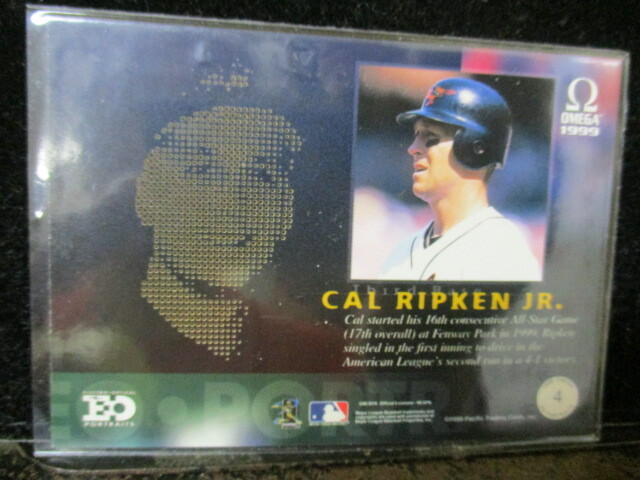 Ω
OMEGA
1999
Third Base
CAL RIPKEN JR.
Cal started his 16th consecutive All-Star Game
(17th overall) at Fenway Park in 1999. Ripken
singled in the first inning to drive in the
American League's second run in a 4-1 victory.
EO
PORTRAITS
EO•PORTR
4